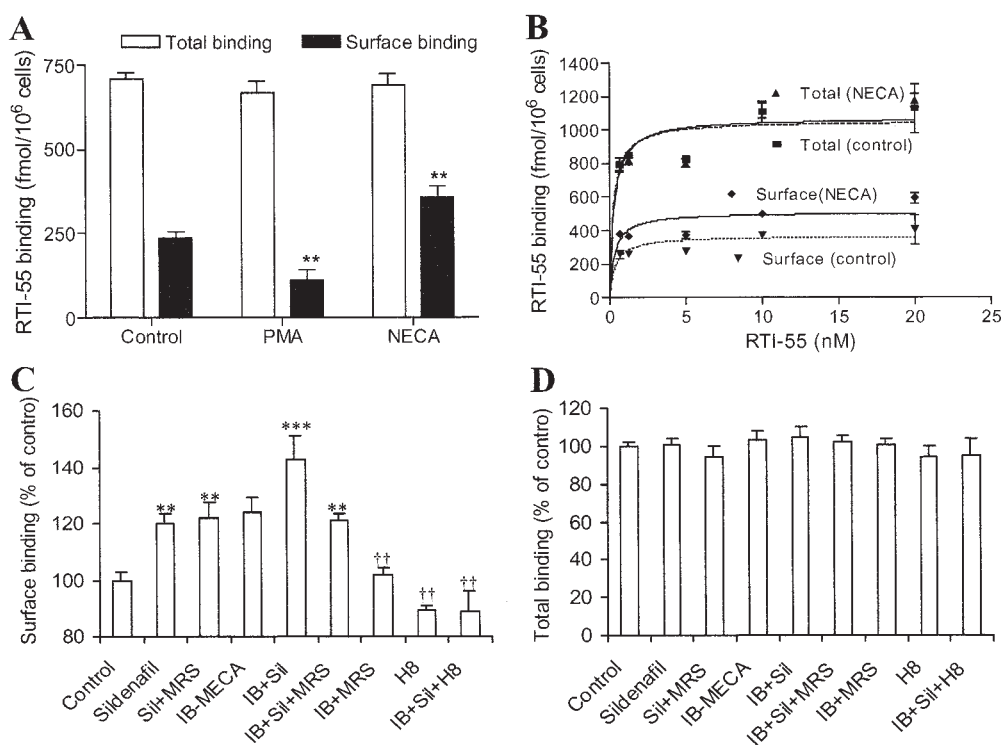 A
Total binding
Surface binding
RTI-55 binding (fmol/10⁶ cells)
750
500
250
0
**
**
Control
PMA
NECA
B
RTI-55 binding (fmol/10⁶ cells)
1400
1200
1000
800
600
400
200
0
Total (NECA)
Total (control)
Surface(NECA)
Surface (control)
0
5
10
15
20
25
RTI-55 (nM)
C
Surface binding (% of contro)
160
140
120
100
80
**
**
***
**
††
††
††
Control
Sildenafil
Sil+MRS
IB-MECA
IB+Sil
IB+Sil+MRS
IB+MRS
H8
IB+Sil+H8
D
Total binding (% of contro)
120
100
80
60
40
20
0
Control
Sildenafil
Sil+MRS
IB-MECA
IB+Sil
IB+Sil+MRS
IB+MRS
H8
IB+Sil+H8